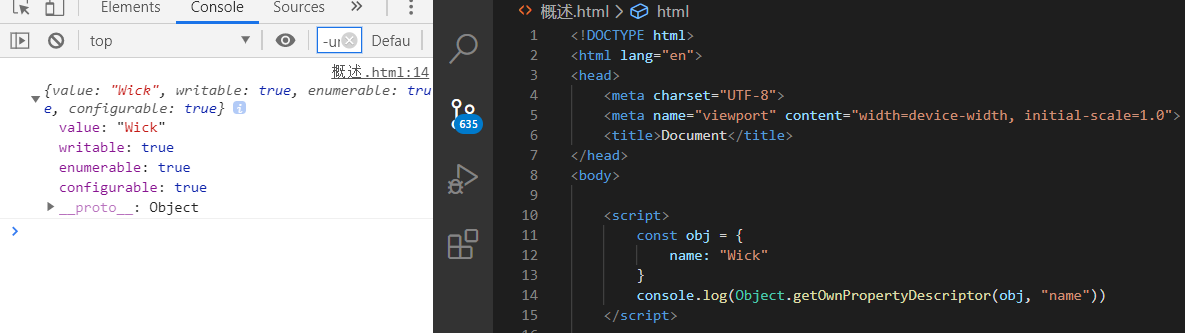 Elements Console Sources
top -ur Defau
概述.html:14
{value: "Wick", writable: true, enumerable: tru
e, configurable: true}
value: "Wick"
writable: true
enumerable: true
configurable: true
__proto__: Object
635
概述.html > html
1 <!DOCTYPE html>
2 <html lang="en">
3 <head>
4 <meta charset="UTF-8">
5 <meta name="viewport" content="width=device-width, initial-scale=1.0">
6 <title>Document</title>
7 </head>
8 <body>
9
10 <script>
11 const obj = {
12 name: "Wick"
13 }
14 console.log(Object.getOwnPropertyDescriptor(obj, "name"))
15 </script>